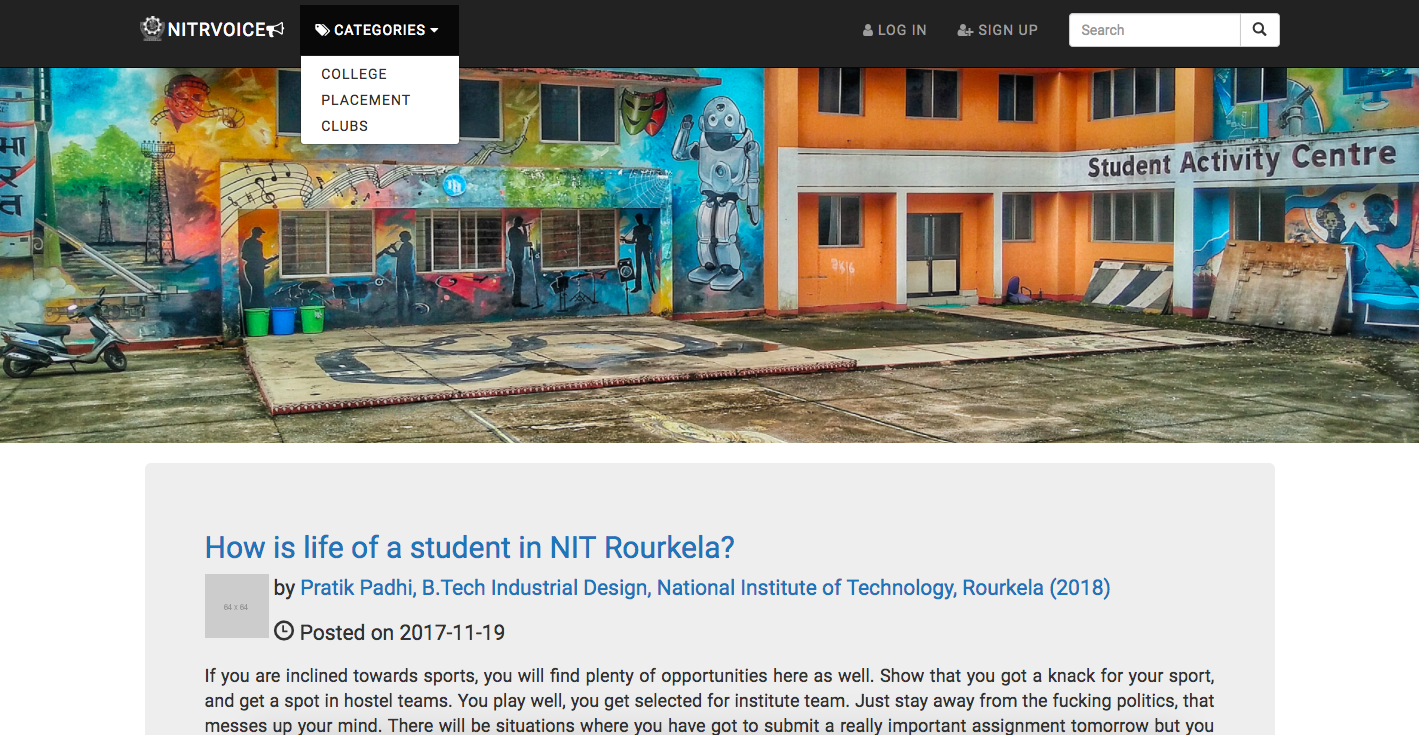 NITRVOICE
CATEGORIES
LOG IN
SIGN UP
Search
COLLEGE
PLACEMENT
CLUBS
Student Activity Centre
How is life of a student in NIT Rourkela?
64 x 64
by Pratik Padhi, B.Tech Industrial Design, National Institute of Technology, Rourkela (2018)
Posted on 2017-11-19
If you are inclined towards sports, you will find plenty of opportunities here as well. Show that you got a knack for your sport,
and get a spot in hostel teams. You play well, you get selected for institute team. Just stay away from the fucking politics, that
messes up your mind. There will be situations where you have got to submit a really important assignment tomorrow but you